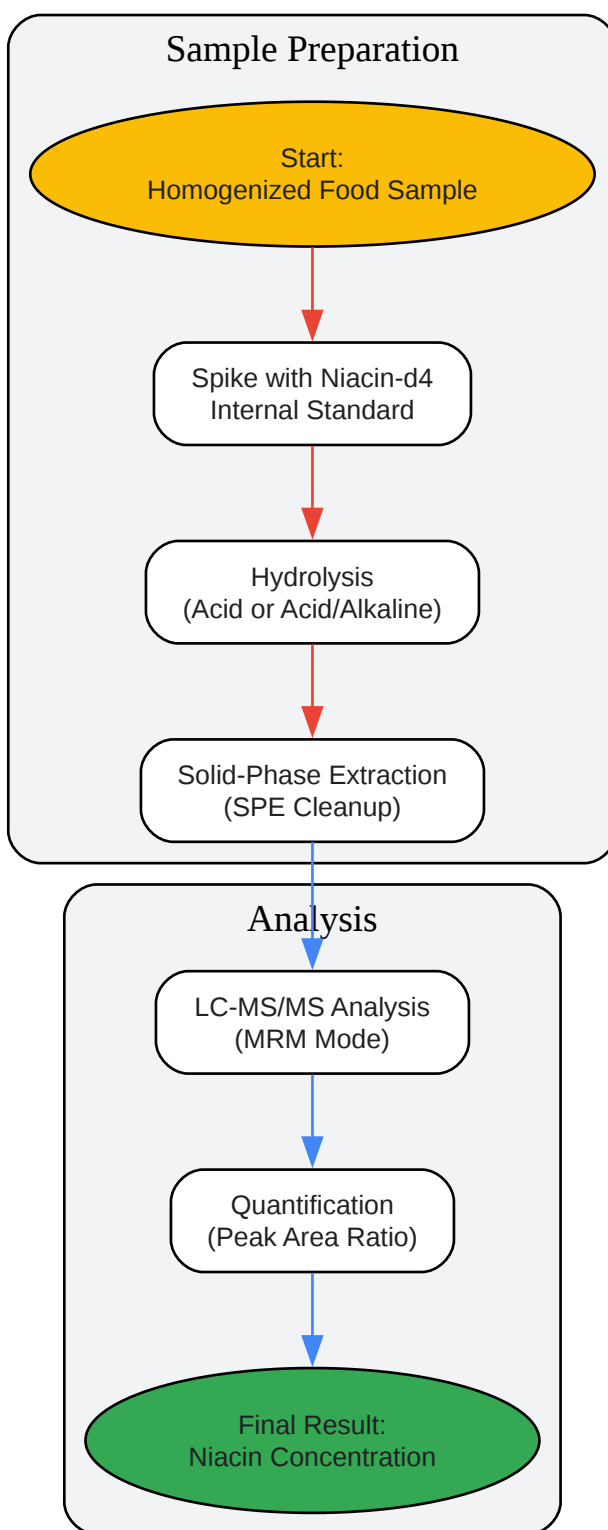 Sample Preparation
Start:
Homogenized Food Sample
Spike with Niacin-d4
Internal Standard
Hydrolysis
(Acid or Acid/Alkaline)
Solid-Phase Extraction
(SPE Cleanup)
Analysis
LC-MS/MS Analysis
(MRM Mode)
Quantification
(Peak Area Ratio)
Final Result:
Niacin Concentration